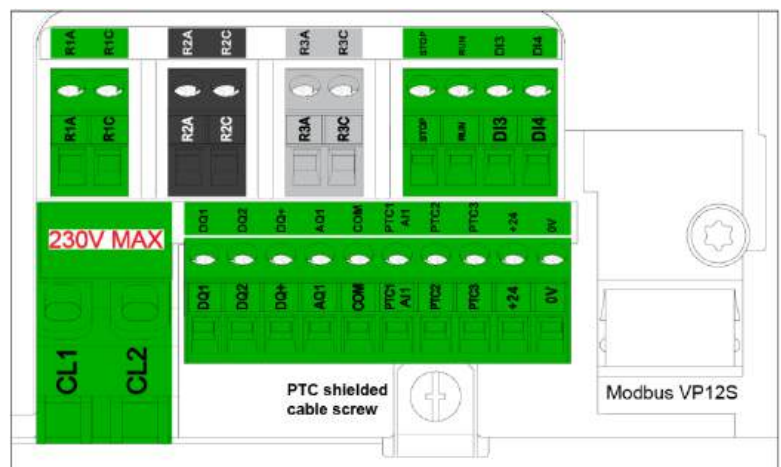 R1A R1C R2A R2C R3A R3C STOP RUN DI3 DI4
R1A R1C R2A R2C R3A R3C STOP RUN DI3 DI4
230V MAX
DQ1 DQ2 DQ+ AQ1 COM PTC1 AI1 PTC2 PTC3 +24 0V
DQ1 DQ2 DQ+ AQ1 COM PTC1 AI1 PTC2 PTC3 +24 0V
CL1 CL2
PTC shielded
cable screw
Modbus VP12S